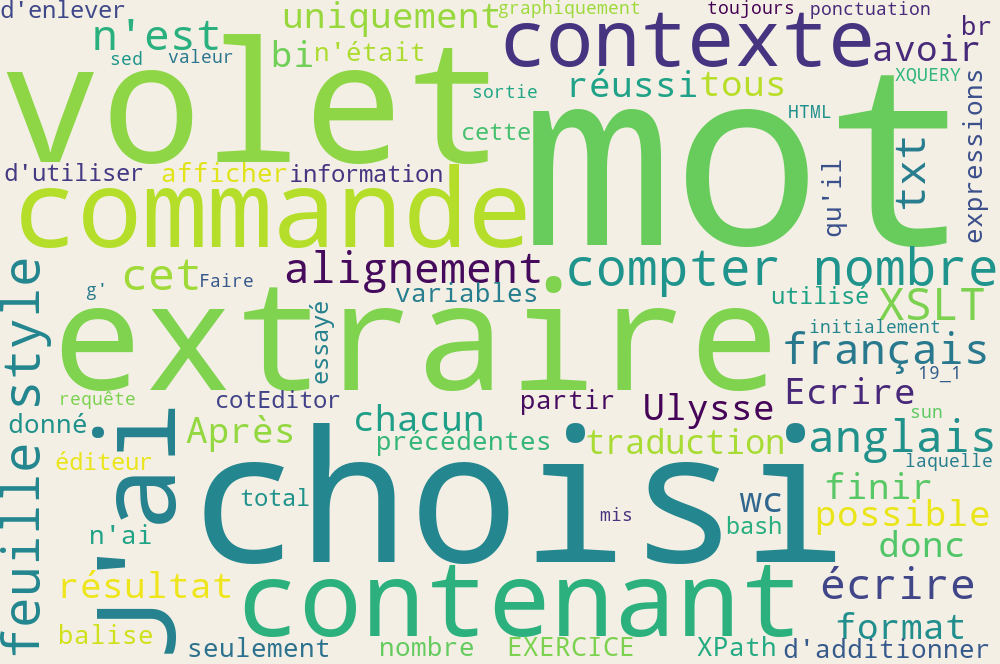 d'enlever
uniquement
graphiquement
toujours
ponctuation
n'est
contexte
br
sed
valeur
bi
n'était
avoir
volet
réussi
tous
XQUERY
sortie
mot
HTML
cette
expressions
txt
d'utiliser
afficher
information
qu'il
commande
alignement
compter nombre
cet
Faire
g'
variables
utilisé
XSLT
extraire
essayé
initialement
français
19_1
feuille style
requête
cotEditor
partir
Ecrire
Ulysse
donné
chacun
sun
Après
précédentes
traduction
anglais
j'ai
choisi
éditeur
laquelle
total
finir
wc
mis
possible
n'ai
bash
donc
résultat
contenant
écrire
balise
format
seulement
nombre
EXERCICE
XPath
d'additionner